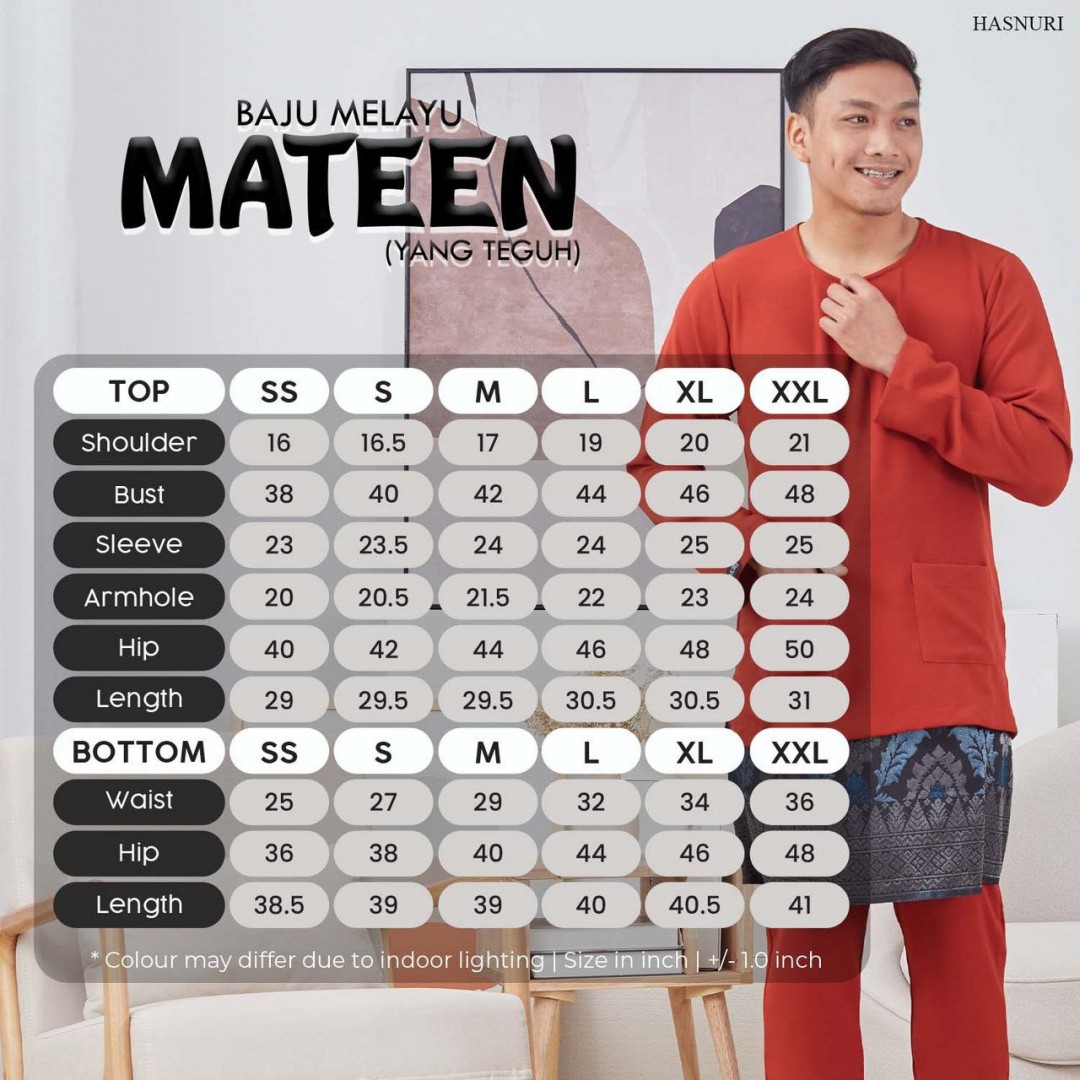 HASNURI
BAJU MELAYU
MATEEN
(YANG TEGUH)
TOP SS S M L XL XXL
Shoulder 16 16.5 17 19 20 21
Bust 38 40 42 44 46 48
Sleeve 23 23.5 24 24 25 25
Armhole 20 20.5 21.5 22 23 24
Hip 40 42 44 46 48 50
Length 29 29.5 29.5 30.5 30.5 31
BOTTOM SS S M L XL XXL
Waist 25 27 29 32 34 36
Hip 36 38 40 44 46 48
Length 38.5 39 39 40 40.5 41
* Colour may differ due to indoor lighting | Size in inch | +/- 1.0 inch